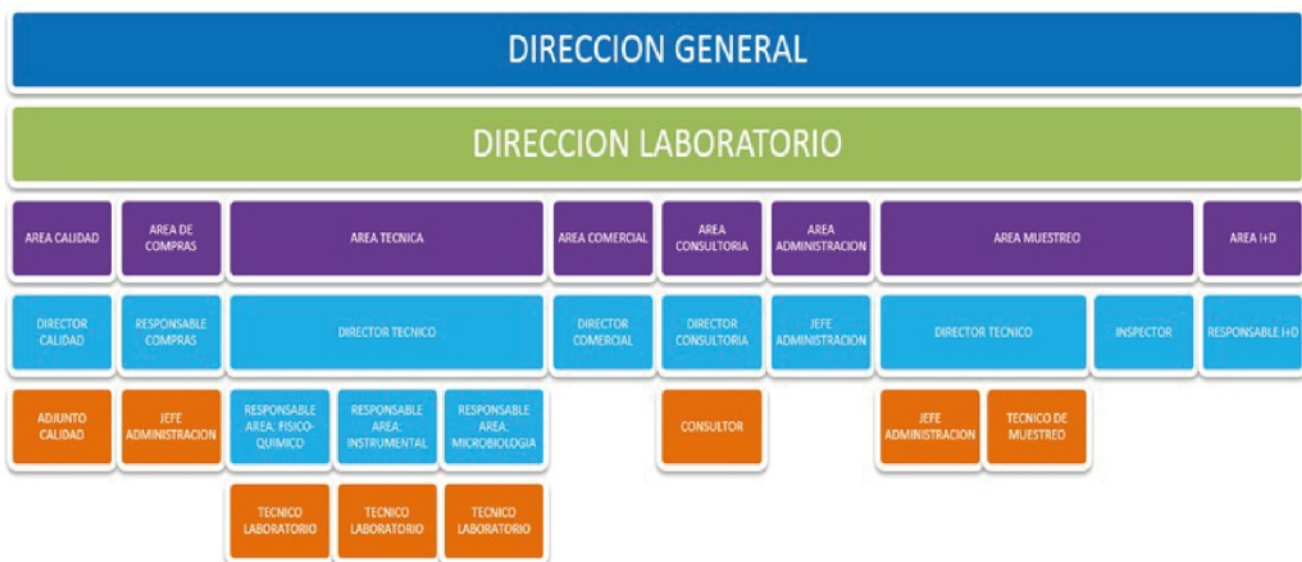 DIRECCION GENERAL
DIRECCION LABORATORIO
AREA CALIDAD
AREA DE
COMPRAS
AREA TECNICA
AREA COMERCIAL
AREA
CONSULTORIA
AREA
ADMINISTRACION
AREA MUESTREO
AREA I+D
DIRECTOR
CALIDAD
RESPONSABLE
COMPRAS
DIRECTOR TECNICO
DIRECTOR
COMERCIAL
DIRECTOR
CONSULTORIA
JEFE
ADMINISTRACION
DIRECTOR TECNICO
INSPECTOR
RESPONSABLE I+D
ADJUNTO
CALIDAD
JEFE
ADMINISTRACION
RESPONSABLE
AREA: FISICO-
QUIMICO
RESPONSABLE
AREA:
INSTRUMENTAL
RESPONSABLE
AREA:
MICROBIOLOGIA
CONSULTOR
JEFE
ADMINISTRACION
TECNICO DE
MUESTREO
TECNICO
LABORATORIO
TECNICO
LABORATORIO
TECNICO
LABORATORIO